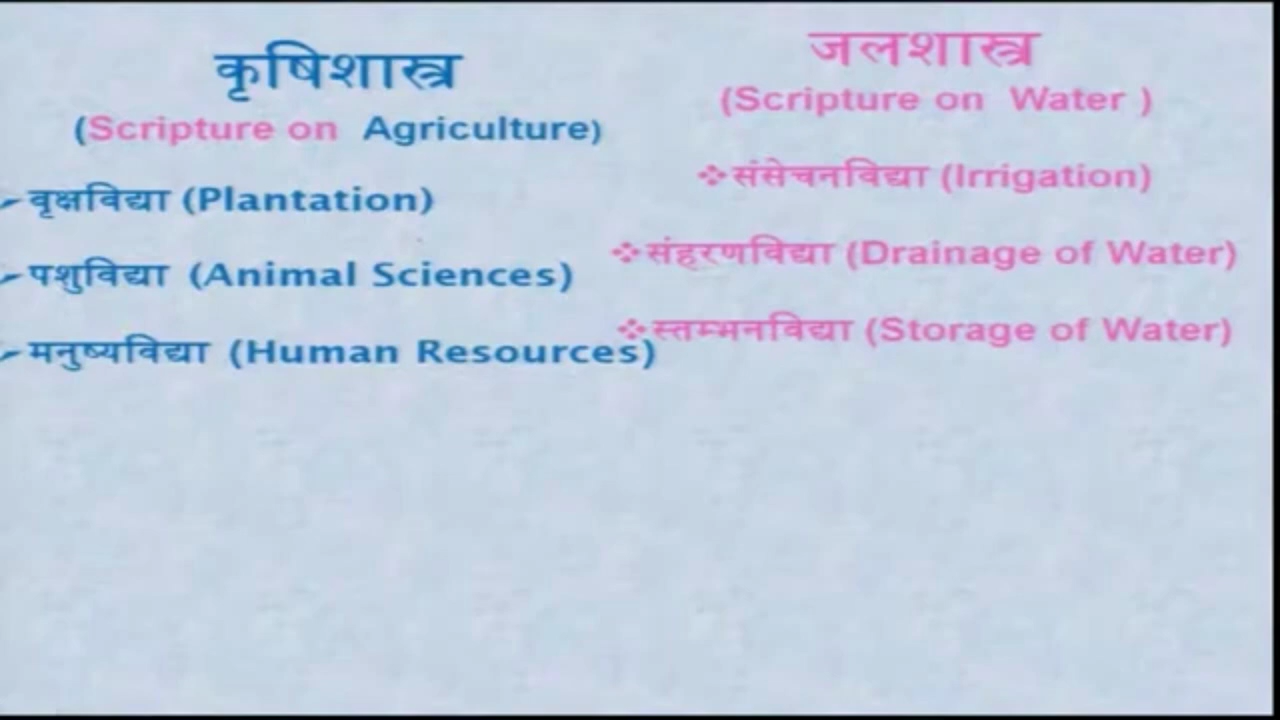 कृषिशास्त्र
(Scripture on Agriculture)
वृक्षविद्या (Plantation)
पशुविद्या (Animal Sciences)
मनुष्यविद्या (Human Resources)
जलशास्त्र
(Scripture on Water )
संसेचनविद्या (Irrigation)
संहरणविद्या (Drainage of Water)
स्तम्भनविद्या (Storage of Water)